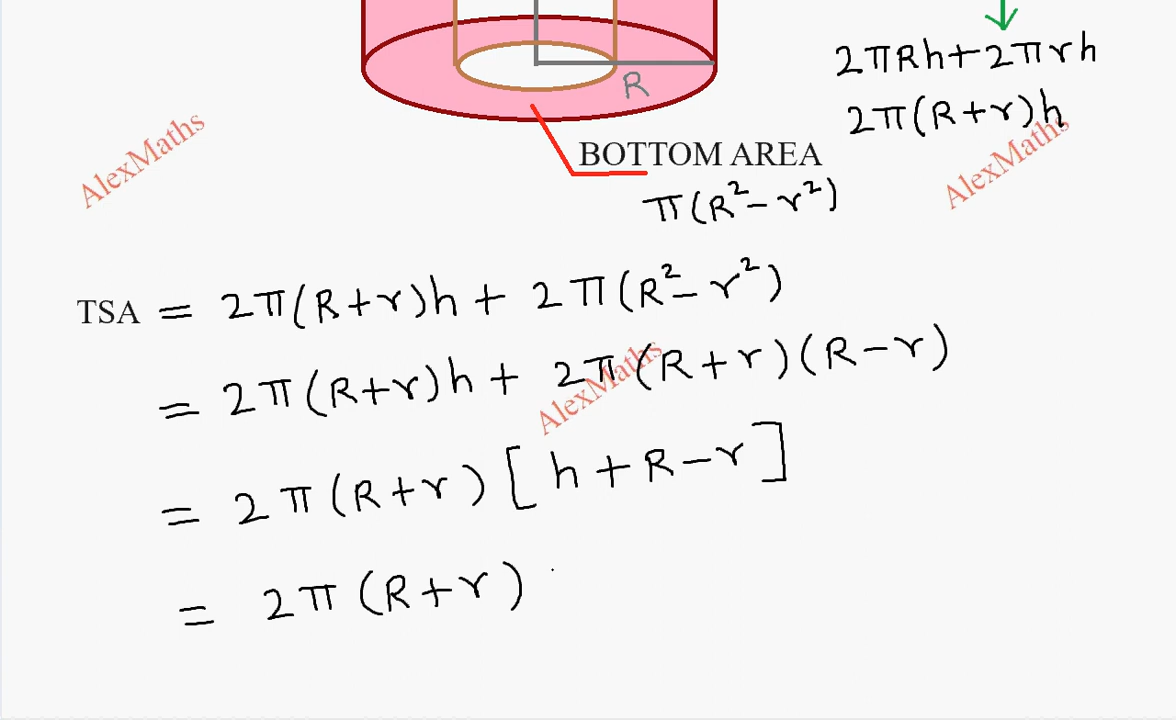 2πRh+2πrh
2π(R+r)h
R
AlexMaths
AlexMaths
BOTTOM AREA
π(R²-r²)
TSA = 2π(R+r)h + 2π(R²-r²)
= 2π(R+r)h + 2π(R+r)(R-r)
AlexMaths
= 2π(R+r)[h+R-r]
= 2π(R+r)